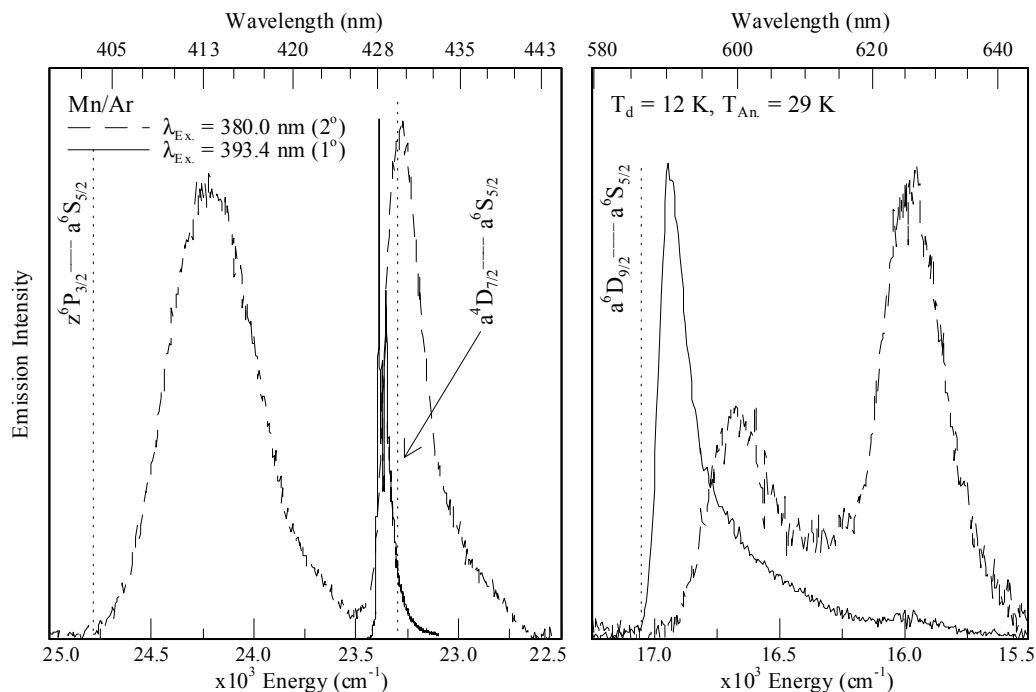 Wavelength (nm)
405 413 420 428 435 443
Mn/Ar
λEx. = 380.0 nm (2°)
λEx. = 393.4 nm (1°)
z⁶P3/2 — a⁶S5/2
a⁴D7/2 — a⁶S5/2
Emission Intensity
25.0 24.5 24.0 23.5 23.0 22.5
x10³ Energy (cm⁻¹)
Wavelength (nm)
580 600 620 640
Td = 12 K, TAn. = 29 K
a⁶D9/2 — a⁶S5/2
17.0 16.5 16.0 15.5
x10³ Energy (cm⁻¹)